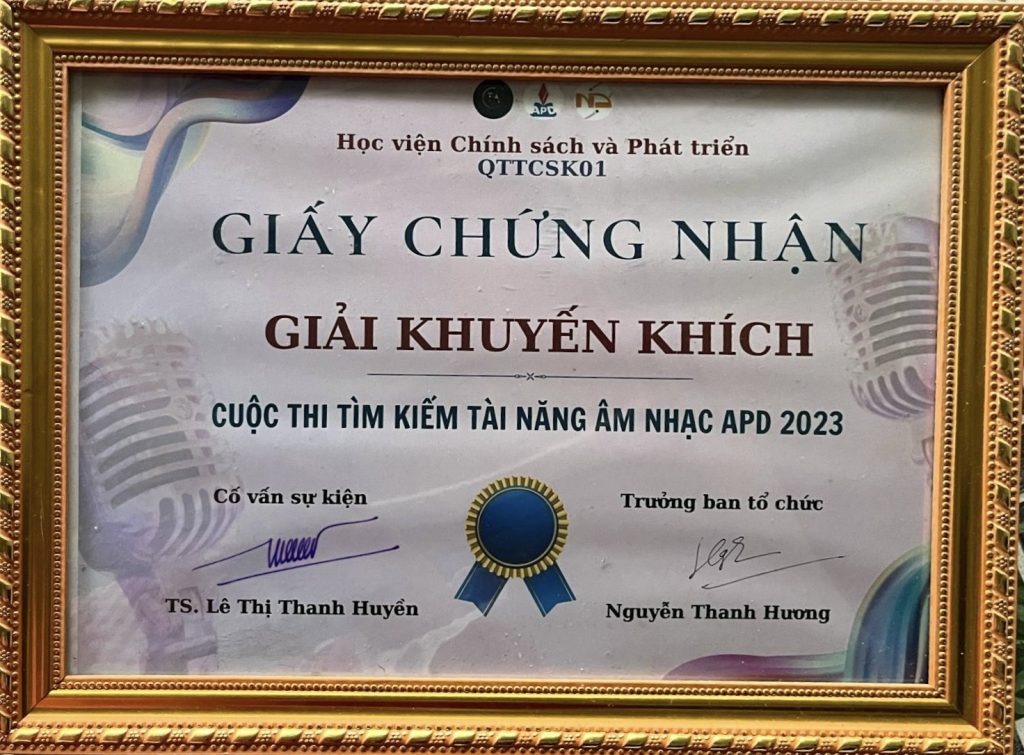 APD
Học viện Chính sách và Phát triển
QTTCSK01
GIẤY CHỨNG NHẬN
GIẢI KHUYẾN KHÍCH
CUỘC THI TÌM KIẾM TÀI NĂNG ÂM NHẠC APD 2023
Cố vấn sự kiện
Trưởng ban tổ chức
TS. Lê Thị Thanh Huyền
Nguyễn Thanh Hương